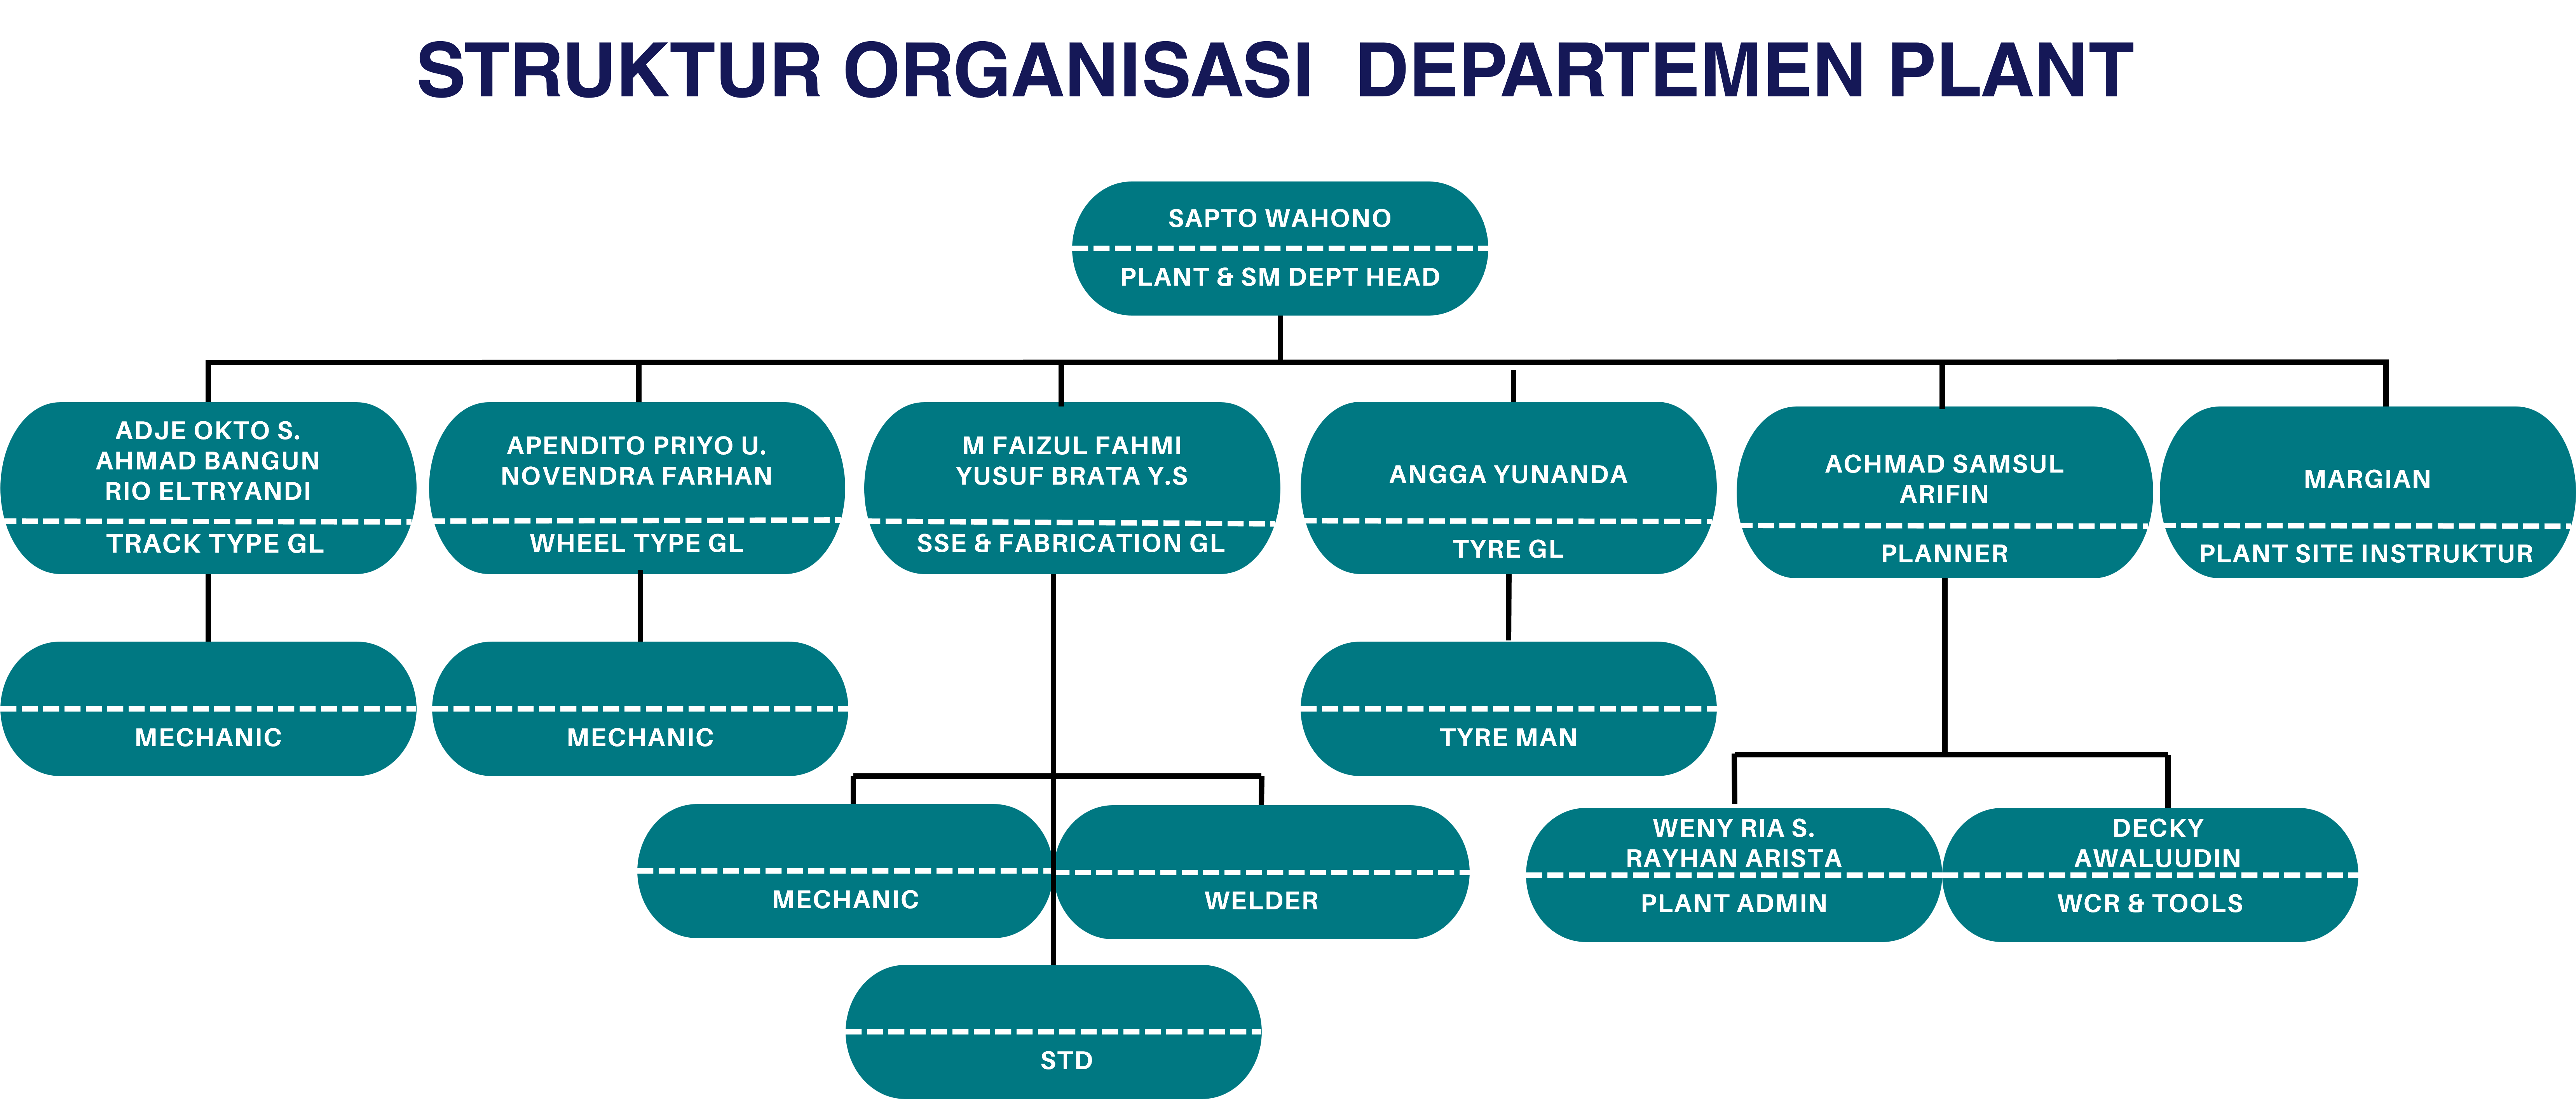 STRUKTUR ORGANISASI DEPARTEMEN PLANT
SAPTO WAHONO
PLANT & SM DEPT HEAD
ADJE OKTO S.
AHMAD BANGUN
RIO ELTRYANDI
TRACK TYPE GL
APENDITO PRIYO U.
NOVENDRA FARHAN
WHEEL TYPE GL
M FAIZUL FAHMI
YUSUF BRATA Y.S
SSE & FABRICATION GL
ANGGA YUNANDA
TYRE GL
ACHMAD SAMSUL
ARIFIN
PLANNER
MARGIAN
PLANT SITE INSTRUKTUR
MECHANIC
MECHANIC
TYRE MAN
MECHANIC
WELDER
WENY RIA S.
RAYHAN ARISTA
PLANT ADMIN
DECKY
AWALUUDIN
WCR & TOOLS
STD